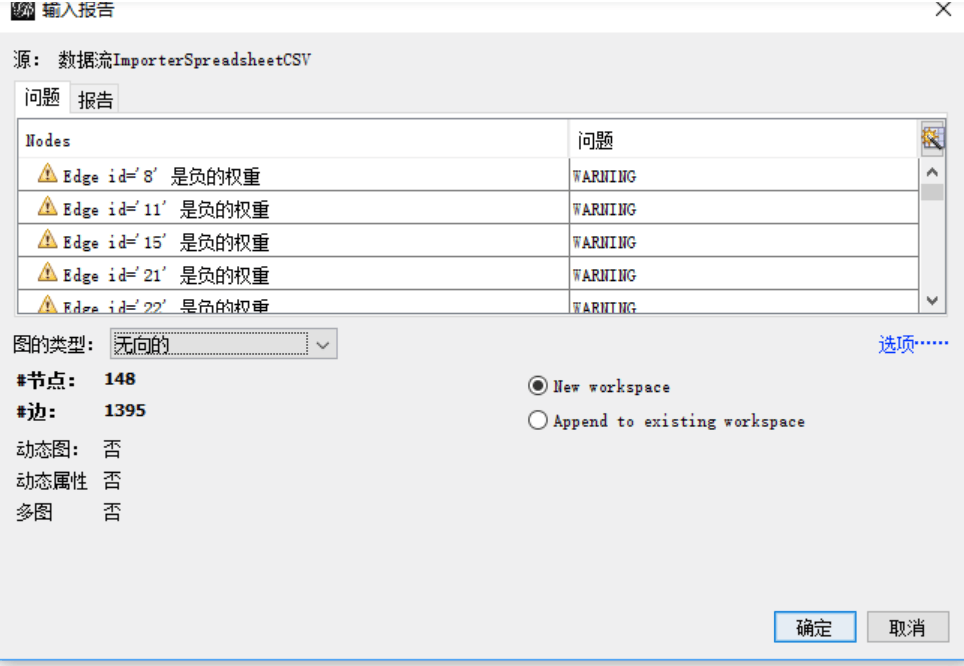 输入报告
源： 数据流ImporterSpreadsheetCSV
问题 报告
Nodes 问题
Edge id='8' 是负的权重 WARNING
Edge id='11' 是负的权重 WARNING
Edge id='15' 是负的权重 WARNING
Edge id='21' 是负的权重 WARNING
Edge id='22' 是负的权重 WARNING
图的类型： 无向的 选项······
#节点： 148
#边： 1395
New workspace
Append to existing workspace
动态图： 否
动态属性 否
多图 否
确定 取消